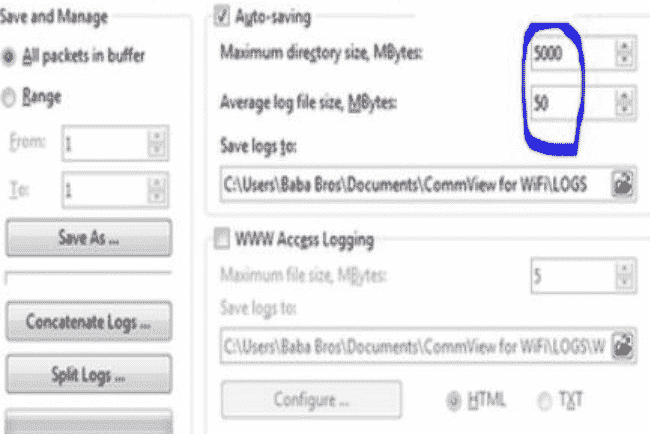 Save and Manage
All packets in buffer
Range
From: 1
To: 1
Save As ...
Concatenate Logs ...
Split Logs ...
Auto-saving
Maximum directory size, MBytes: 5000
Average log file size, MBytes: 50
Save logs to:
C:\Users\Baba Bros\Documents\CommView for WiFi\LOGS
WWW Access Logging
Maximum file size, MBytes: 5
Save logs to:
C:\Users\Baba Bros\Documents\CommView for WiFi\LOGS\W
Configure ...
HTML TXT